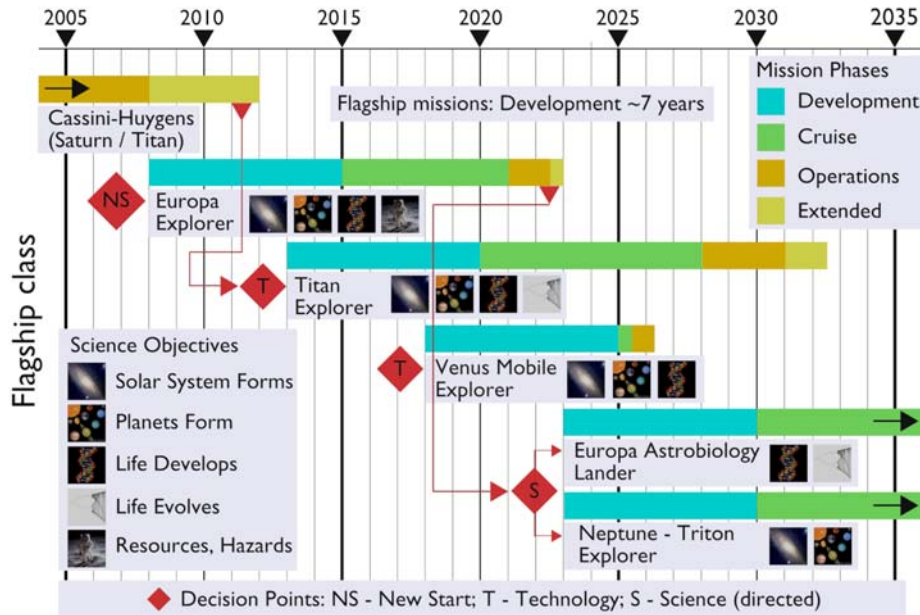 2005 2010 2015 2020 2025 2030 2035
Flagship class
Cassini-Huygens
(Saturn / Titan)
Flagship missions: Development ~7 years
Mission Phases
Development
Cruise
Operations
Extended
NS
Europa
Explorer
T
Titan
Explorer
T
Venus Mobile
Explorer
S
Europa Astrobiology
Lander
Neptune - Triton
Explorer
Science Objectives
Solar System Forms
Planets Form
Life Develops
Life Evolves
Resources, Hazards
Decision Points: NS - New Start; T - Technology; S - Science (directed)